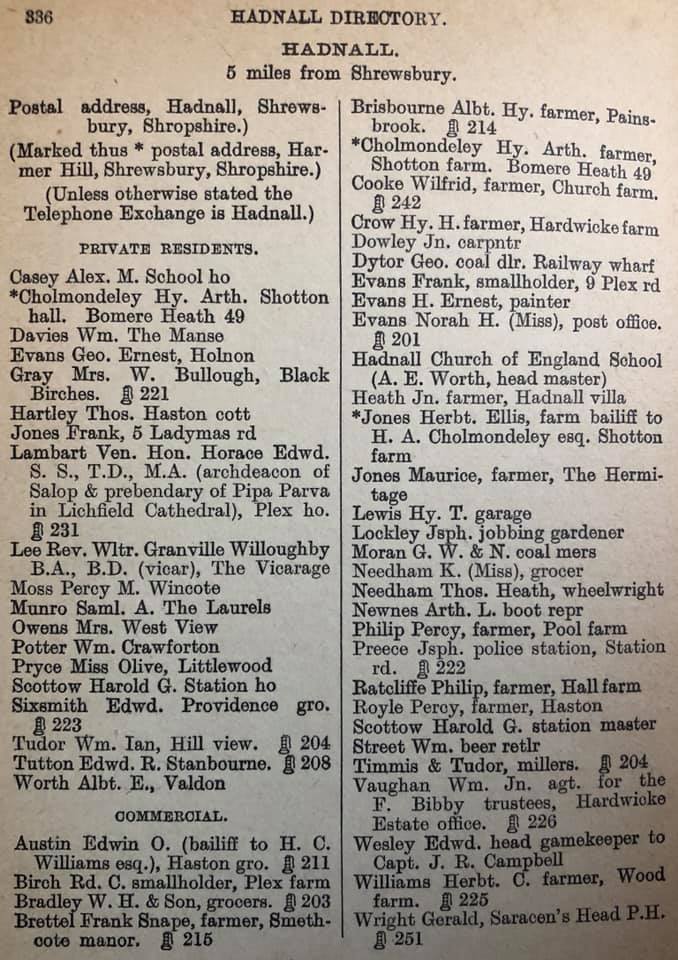 336
HADNALL DIRECTORY.
HADNALL.
5 miles from Shrewsbury.
Postal address, Hadnall, Shrews-
bury, Shropshire.)
(Marked thus * postal address, Har-
mer Hill, Shrewsbury, Shropshire.)
(Unless otherwise stated the
Telephone Exchange is Hadnall.)
PRIVATE RESIDENTS.
Casey Alex. M. School ho
*Cholmondeley Hy. Arth. Shotton
hall. Bomere Heath 49
Davies Wm. The Manse
Evans Geo. Ernest, Holnon
Gray Mrs. W. Bullough, Black
Birches. 221
Hartley Thos. Haston cott
Jones Frank, 5 Ladymas rd
Lambart Ven. Hon. Horace Edwd.
S. S., T.D., M.A. (archdeacon of
Salop & prebendary of Pipa Parva
in Lichfield Cathedral), Plex ho.
231
Lee Rev. Wltr. Granville Willoughby
B.A., B.D. (vicar), The Vicarage
Moss Percy M. Wincote
Munro Saml. A. The Laurels
Owens Mrs. West View
Potter Wm. Crawforton
Pryce Miss Olive, Littlewood
Scottow Harold G. Station ho
Sixsmith Edwd. Providence gro.
223
Tudor Wm. Ian, Hill view. 204
Tutton Edwd. R. Stanbourne. 208
Worth Albt. E., Valdon
COMMERCIAL.
Austin Edwin O. (bailiff to H. C.
Williams esq.), Haston gro. 211
Birch Rd. C. smallholder, Plex farm
Bradley W. H. & Son, grocers. 203
Brettel Frank Snape, farmer, Smeth-
cote manor. 215
Brisbourne Albt. Hy. farmer, Pains-
brook. 214
*Cholmondeley Hy. Arth. farmer,
Shotton farm. Bomere Heath 49
Cooke Wilfrid, farmer, Church farm.
242
Crow Hy. H. farmer, Hardwicke farm
Dowley Jn. carpntr
Dytor Geo. coal dlr. Railway wharf
Evans Frank, smallholder, 9 Plex rd
Evans H. Ernest, painter
Evans Norah H. (Miss), post office.
201
Hadnall Church of England School
(A. E. Worth, head master)
Heath Jn. farmer, Hadnall villa
*Jones Herbt. Ellis, farm bailiff to
H. A. Cholmondeley esq. Shotton
farm
Jones Maurice, farmer, The Hermi-
tage
Lewis Hy. T. garage
Lockley Jsph. jobbing gardener
Moran G. W. & N. coal mers
Needham K. (Miss), grocer
Needham Thos. Heath, wheelwright
Newnes Arth. L. boot repr
Philip Percy, farmer, Pool farm
Preece Jsph. police station, Station
rd. 222
Ratcliffe Philip, farmer, Hall farm
Royle Percy, farmer, Haston
Scottow Harold G. station master
Street Wm. beer retlr
Timmis & Tudor, millers. 204
Vaughan Wm. Jn. agt. for the
F. Bibby trustees, Hardwicke
Estate office. 226
Wesley Edwd. head gamekeeper to
Capt. J. R. Campbell
Williams Herbt. C. farmer, Wood
farm. 225
Wright Gerald, Saracen's Head P.H.
251